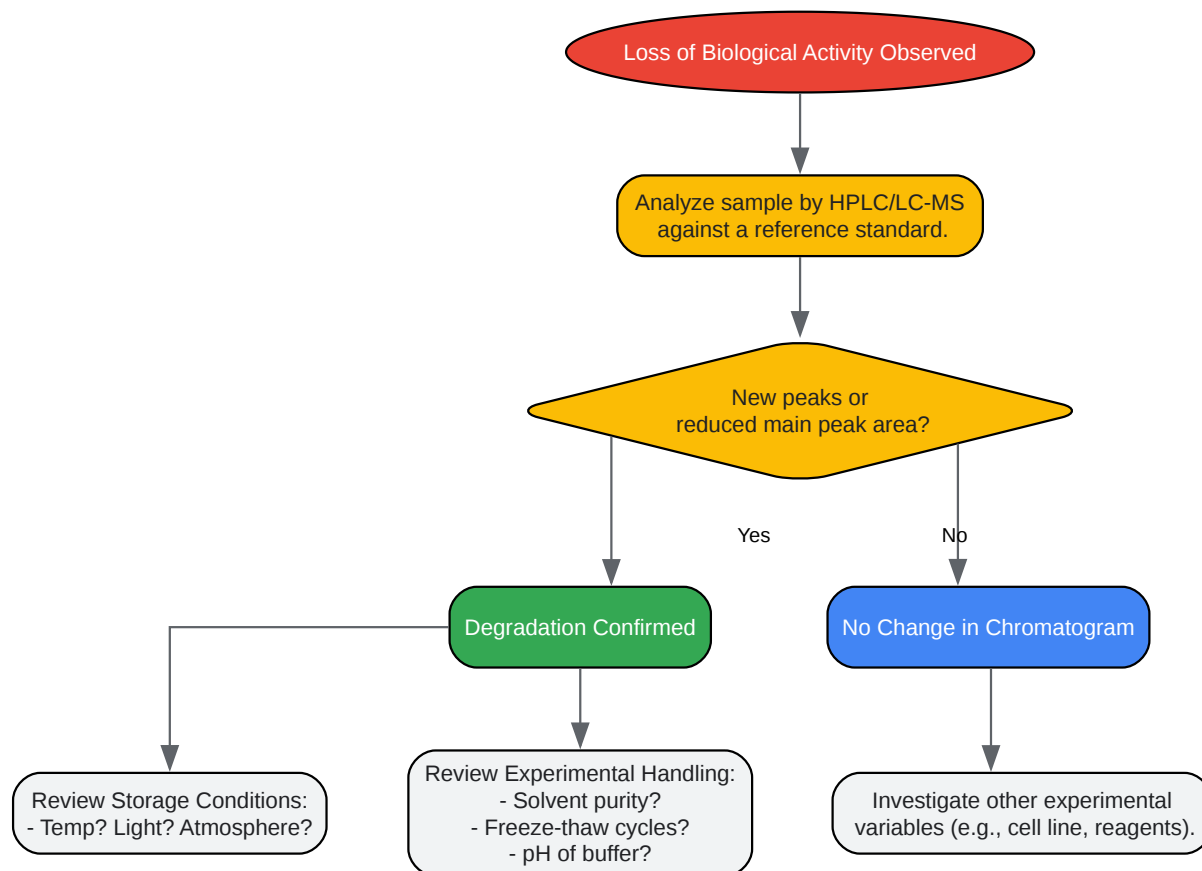 Loss of Biological Activity Observed
Analyze sample by HPLC/LC-MS
against a reference standard.
New peaks or
reduced main peak area?
Yes
No
Degradation Confirmed
No Change in Chromatogram
Review Storage Conditions:
- Temp? Light? Atmosphere?
Review Experimental Handling:
- Solvent purity?
- Freeze-thaw cycles?
- pH of buffer?
Investigate other experimental
variables (e.g., cell line, reagents).